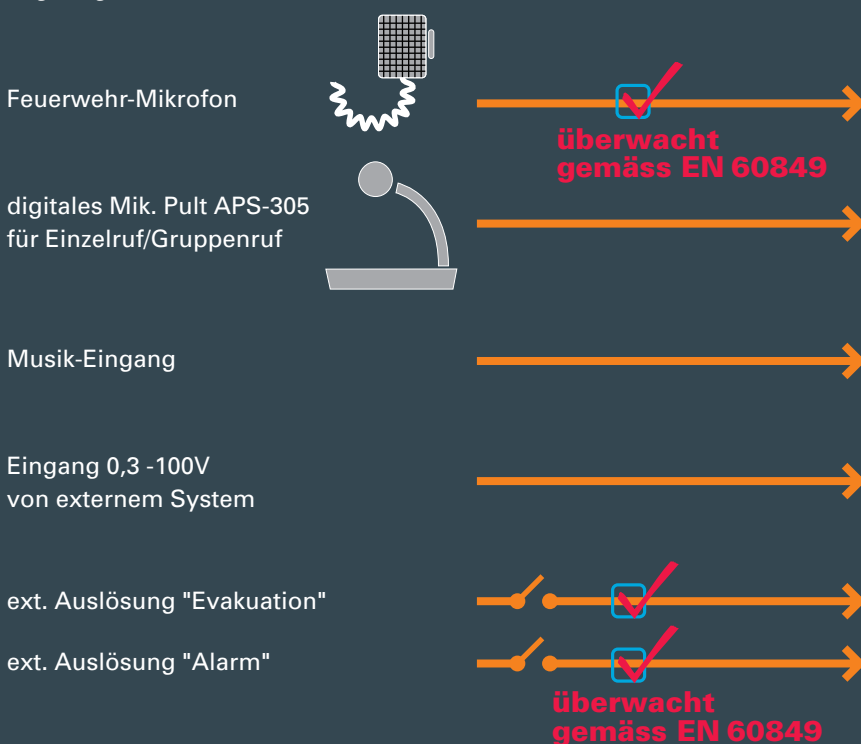 Feuerwehr-Mikrofon
überwacht
gemäss EN 60849
digitales Mik. Pult APS-305
für Einzelruf/Gruppenruf
Musik-Eingang
Eingang 0,3 -100V
von externem System
ext. Auslösung "Evakuation"
ext. Auslösung "Alarm"
überwacht
gemäss EN 60849